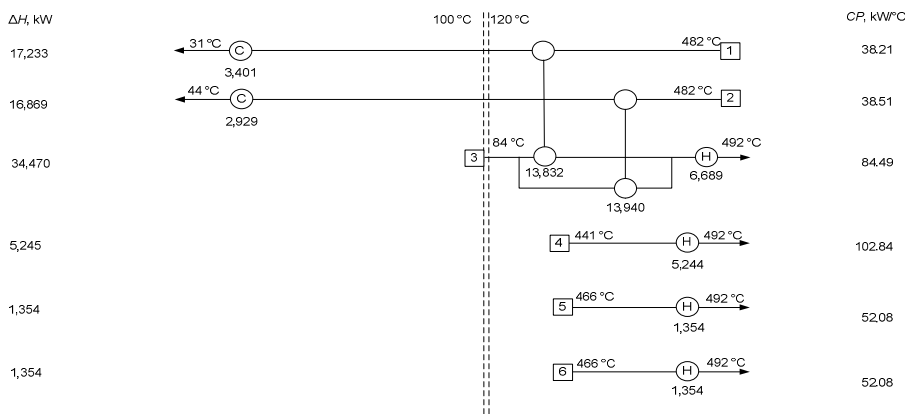 ΔH, kW
100 °C 120 °C
CP, kW/°C
17,233 31 °C C 482 °C 1 38.21
3,401
16,869 44 °C C 482 °C 2 38.51
2,929
34,470 3 84 °C H 492 °C 84.49
13,832 6,689
13,940
5,245 4 441 °C H 492 °C 102.84
5,244
1,354 5 466 °C H 492 °C 52.08
1,354
1,354 6 466 °C H 492 °C 52.08
1,354